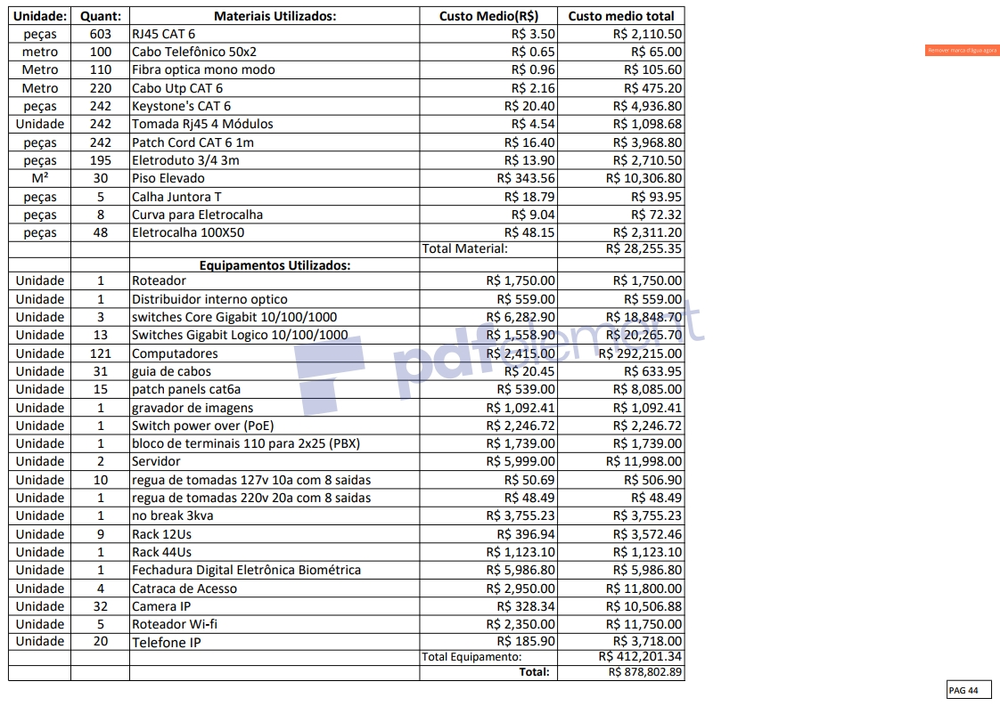 Unidade: Quant: Materiais Utilizados: Custo Medio(R$) Custo medio total
peças 603 RJ45 CAT 6 R$ 3.50 R$ 2,110.50
metro 100 Cabo Telefônico 50x2 R$ 0.65 R$ 65.00
Metro 110 Fibra optica mono modo R$ 0.96 R$ 105.60
Metro 220 Cabo Utp CAT 6 R$ 2.16 R$ 475.20
peças 242 Keystone's CAT 6 R$ 20.40 R$ 4,936.80
Unidade 242 Tomada Rj45 4 Módulos R$ 4.54 R$ 1,098.68
peças 242 Patch Cord CAT 6 1m R$ 16.40 R$ 3,968.80
peças 195 Eletroduto 3/4 3m R$ 13.90 R$ 2,710.50
M² 30 Piso Elevado R$ 343.56 R$ 10,306.80
peças 5 Calha Juntora T R$ 18.79 R$ 93.95
peças 8 Curva para Eletrocalha R$ 9.04 R$ 72.32
peças 48 Eletrocalha 100X50 R$ 48.15 R$ 2,311.20
Total Material: R$ 28,255.35
Equipamentos Utilizados:
Unidade 1 Roteador R$ 1,750.00 R$ 1,750.00
Unidade 1 Distribuidor interno optico R$ 559.00 R$ 559.00
Unidade 3 switches Core Gigabit 10/100/1000 R$ 6,282.90 R$ 18,848.70
Unidade 13 Switches Gigabit Logico 10/100/1000 R$ 1,558.90 R$ 20,265.70
Unidade 121 Computadores R$ 2,415.00 R$ 292,215.00
Unidade 31 guia de cabos R$ 20.45 R$ 633.95
Unidade 15 patch panels cat6a R$ 539.00 R$ 8,085.00
Unidade 1 gravador de imagens R$ 1,092.41 R$ 1,092.41
Unidade 1 Switch power over (PoE) R$ 2,246.72 R$ 2,246.72
Unidade 1 bloco de terminais 110 para 2x25 (PBX) R$ 1,739.00 R$ 1,739.00
Unidade 2 Servidor R$ 5,999.00 R$ 11,998.00
Unidade 10 regua de tomadas 127v 10a com 8 saidas R$ 50.69 R$ 506.90
Unidade 1 regua de tomadas 220v 20a com 8 saidas R$ 48.49 R$ 48.49
Unidade 1 no break 3kva R$ 3,755.23 R$ 3,755.23
Unidade 9 Rack 12Us R$ 396.94 R$ 3,572.46
Unidade 1 Rack 44Us R$ 1,123.10 R$ 1,123.10
Unidade 1 Fechadura Digital Eletrônica Biométrica R$ 5,986.80 R$ 5,986.80
Unidade 4 Catraca de Acesso R$ 2,950.00 R$ 11,800.00
Unidade 32 Camera IP R$ 328.34 R$ 10,506.88
Unidade 5 Roteador Wi-fi R$ 2,350.00 R$ 11,750.00
Unidade 20 Telefone IP R$ 185.90 R$ 3,718.00
Total Equipamento: R$ 412,201.34
Total: R$ 878,802.89
pdfelement
Remover marca d'água agora
PAG 44